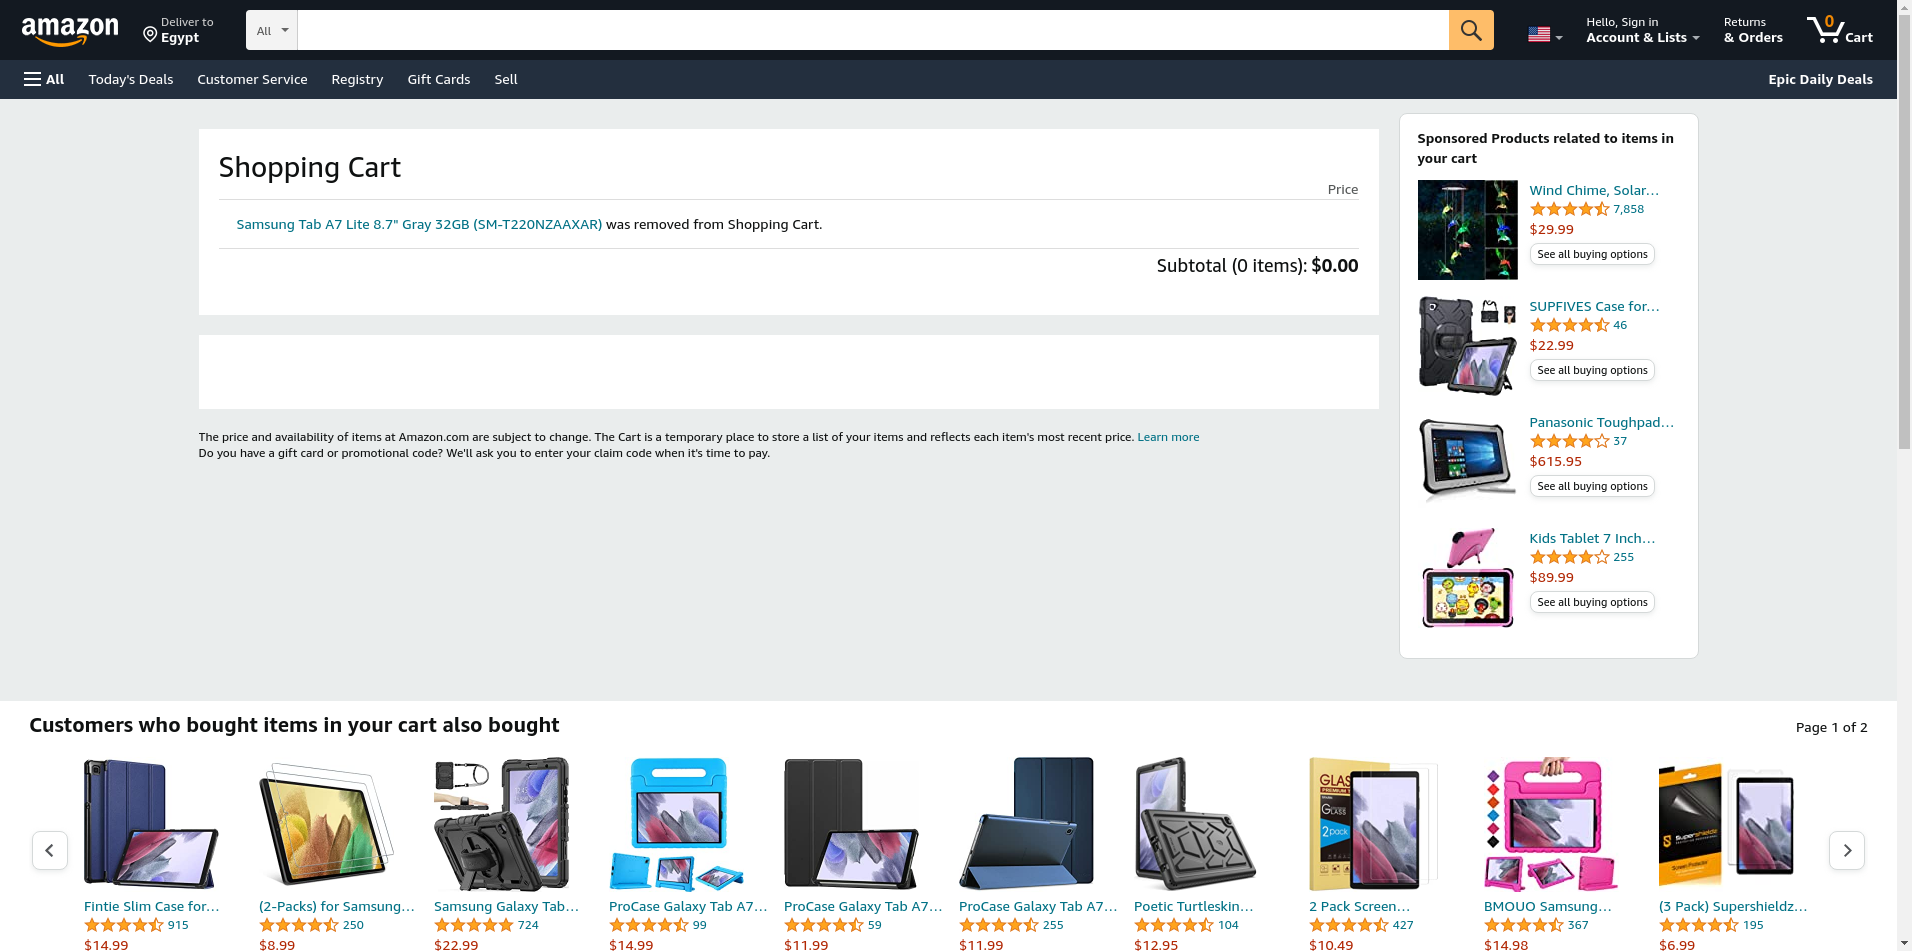 amazon
Deliver to
Egypt
All
Hello, Sign in
Account & Lists
Returns
& Orders
0
Cart
All
Today's Deals
Customer Service
Registry
Gift Cards
Sell
Epic Daily Deals
Shopping Cart
Price
Samsung Tab A7 Lite 8.7" Gray 32GB (SM-T220NZAAXAR) was removed from Shopping Cart.
Subtotal (0 items): $0.00
The price and availability of items at Amazon.com are subject to change. The Cart is a temporary place to store a list of your items and reflects each item's most recent price. Learn more
Do you have a gift card or promotional code? We'll ask you to enter your claim code when it's time to pay.
Sponsored Products related to items in
your cart
Wind Chime, Solar…
7,858
$29.99
See all buying options
SUPFIVES Case for…
46
$22.99
See all buying options
Panasonic Toughpad…
37
$615.95
See all buying options
Kids Tablet 7 Inch…
255
$89.99
See all buying options
Customers who bought items in your cart also bought
Page 1 of 2
Fintie Slim Case for…
915
$14.99
(2-Packs) for Samsung…
250
$8.99
Samsung Galaxy Tab…
724
$22.99
ProCase Galaxy Tab A7…
99
$14.99
ProCase Galaxy Tab A7…
59
$11.99
ProCase Galaxy Tab A7…
255
$11.99
Poetic Turtleskin…
104
$12.95
GLAS
PREMIUM T
GLASS
2pack
2 Pack Screen…
427
$10.49
BMOUO Samsung…
367
$14.98
Supershieldz
(3 Pack) Supershieldz…
195
$6.99